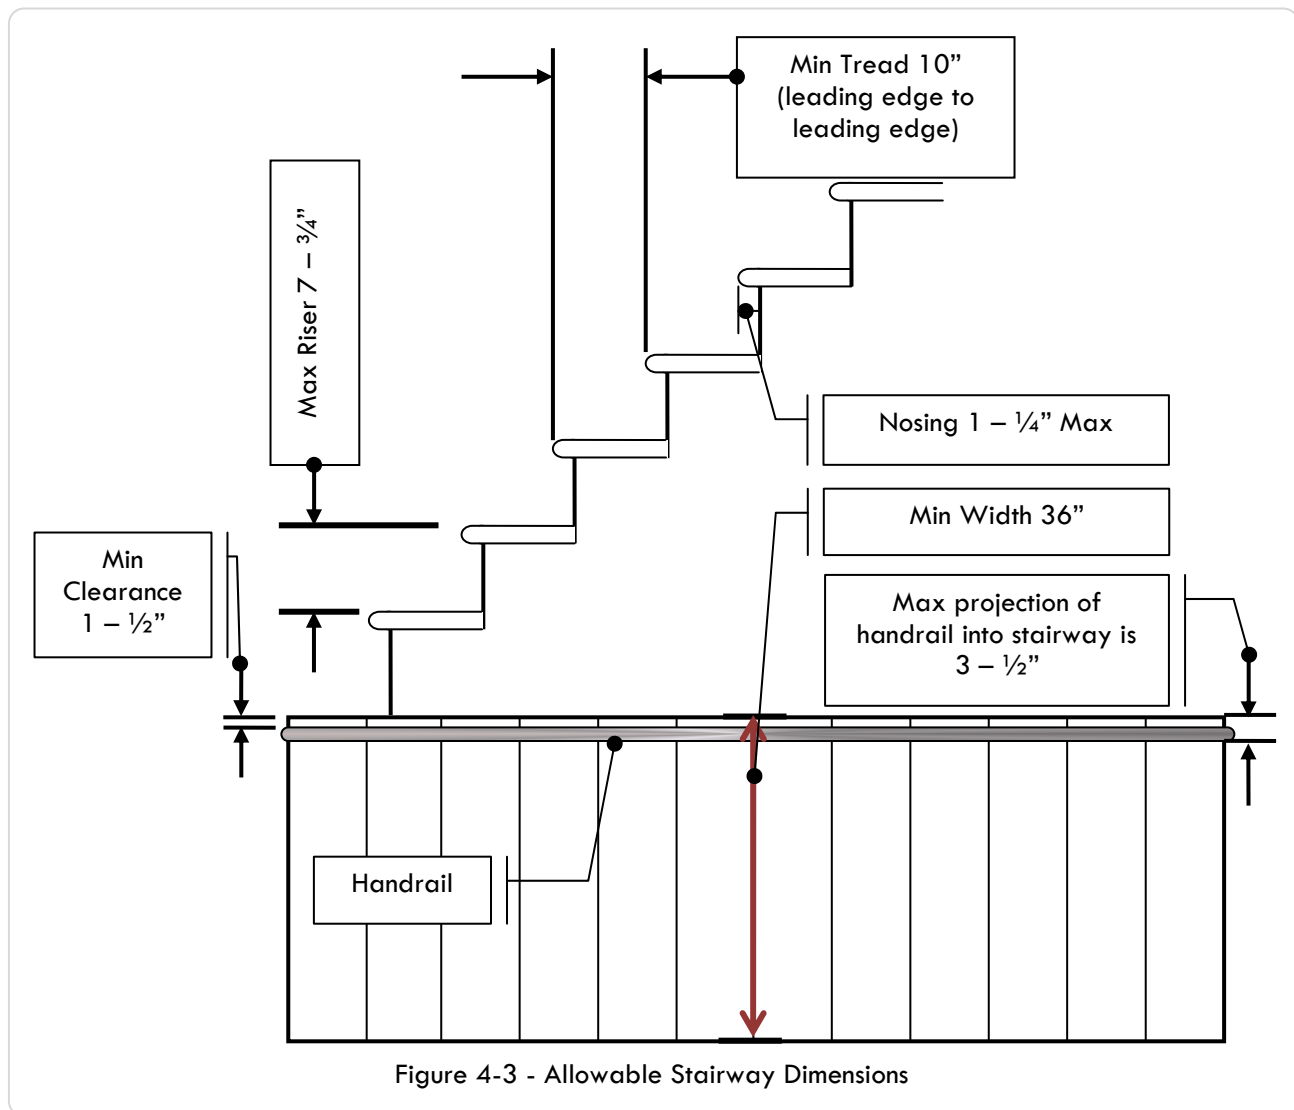 Min Tread 10”
(leading edge to
leading edge)
Max Riser 7 – ¾”
Nosing 1 – ¼” Max
Min Width 36”
Min
Clearance
1 – ½”
Max projection of
handrail into stairway is
3 – ½”
Handrail
Figure 4-3 - Allowable Stairway Dimensions